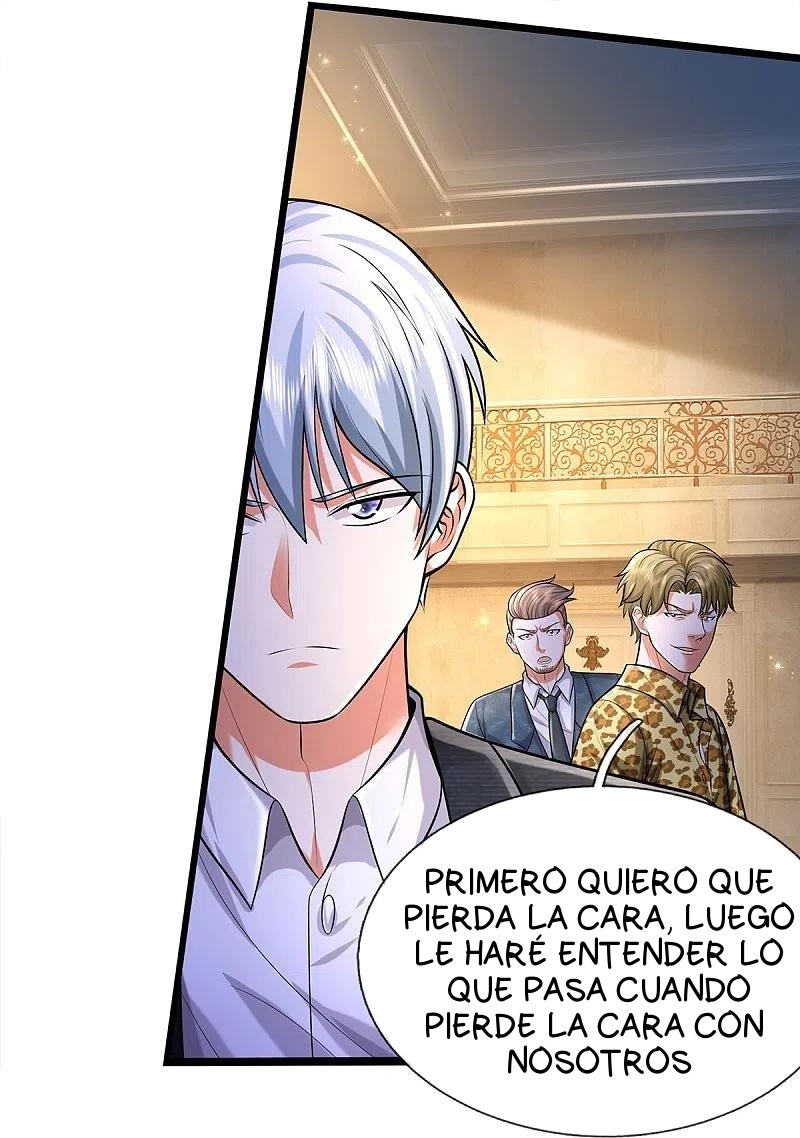 PRIMERO QUIERO QUE
PIERDA LA CARA, LUEGO
LE HARÉ ENTENDER LO
QUE PASA CUANDO
PIERDE LA CARA CON
NOSOTROS